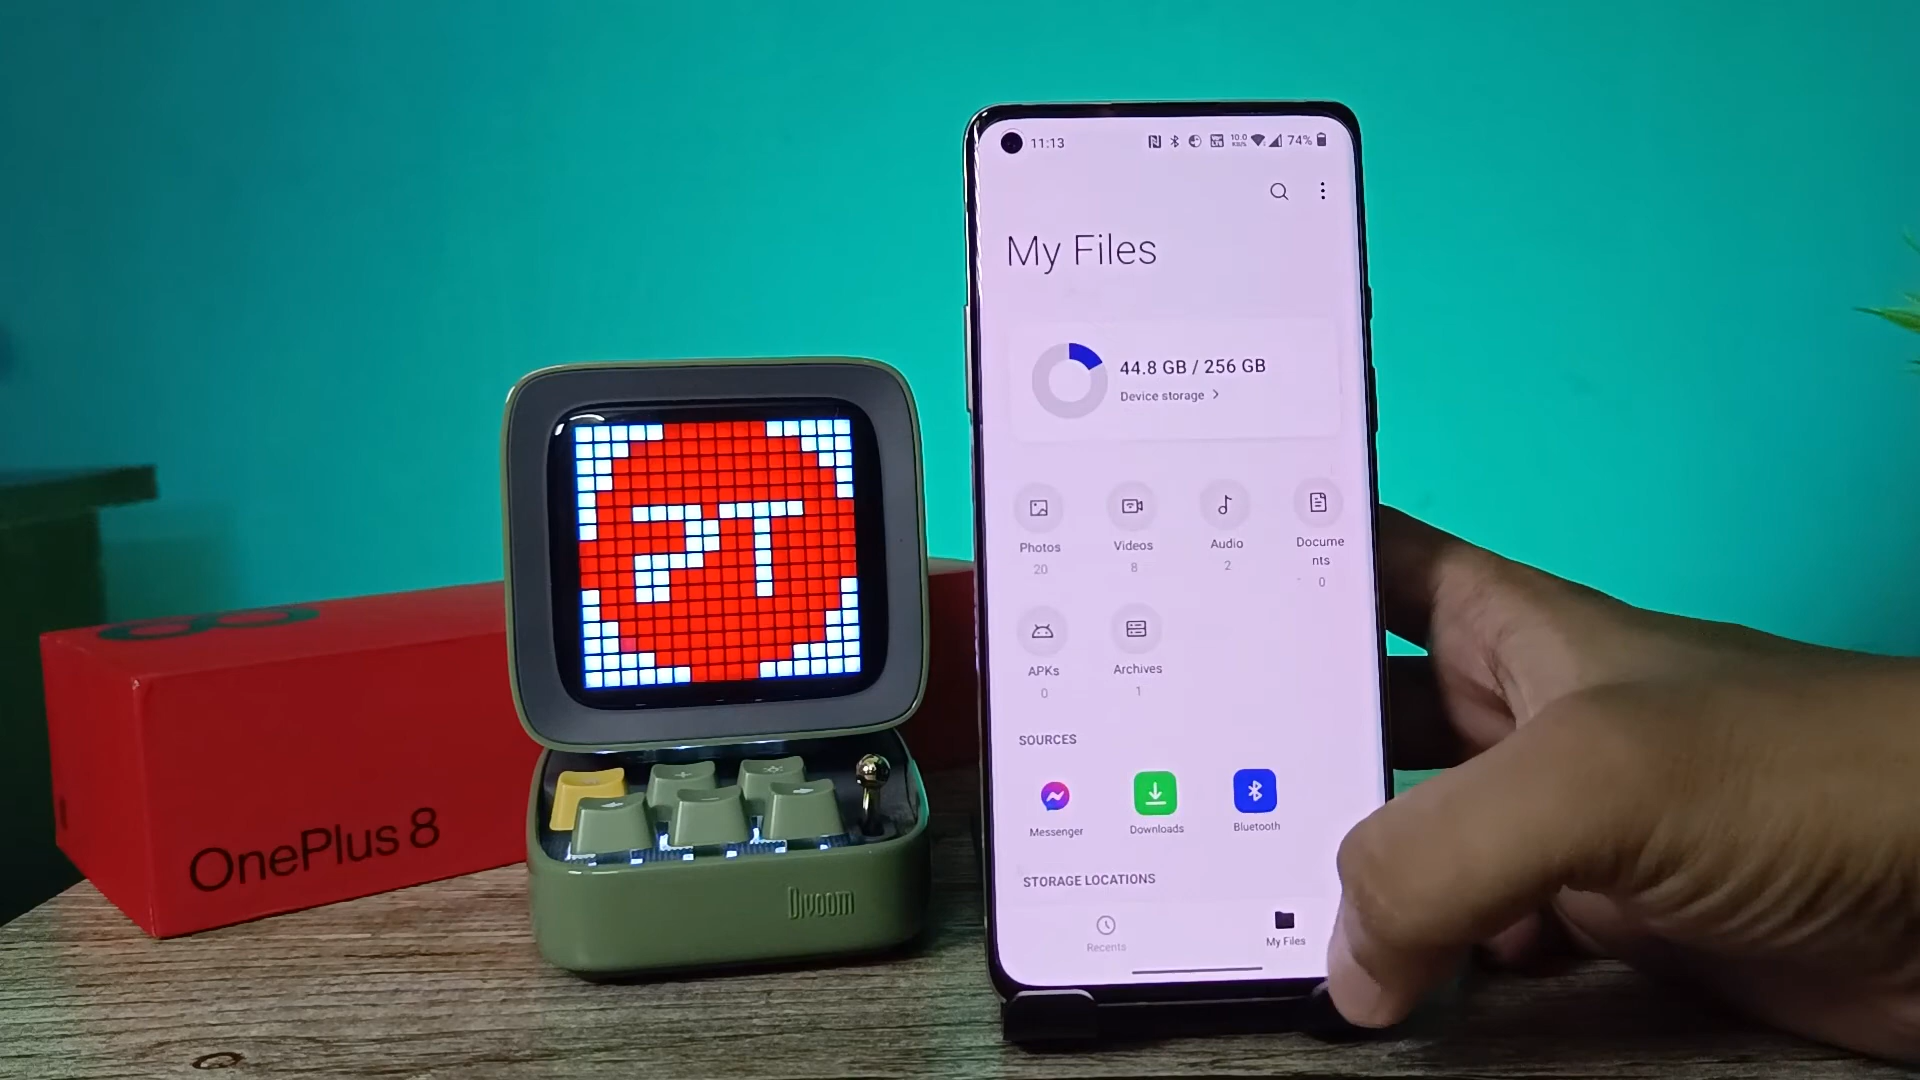 11:13
74%
My Files
44.8 GB / 256 GB
Device storage
Photos
20
Videos
8
Audio
2
Docume
nts
0
APKs
0
Archives
1
SOURCES
Messenger
Downloads
Bluetooth
STORAGE LOCATIONS
Recents
My Files
OnePlus 8
8
Divoom